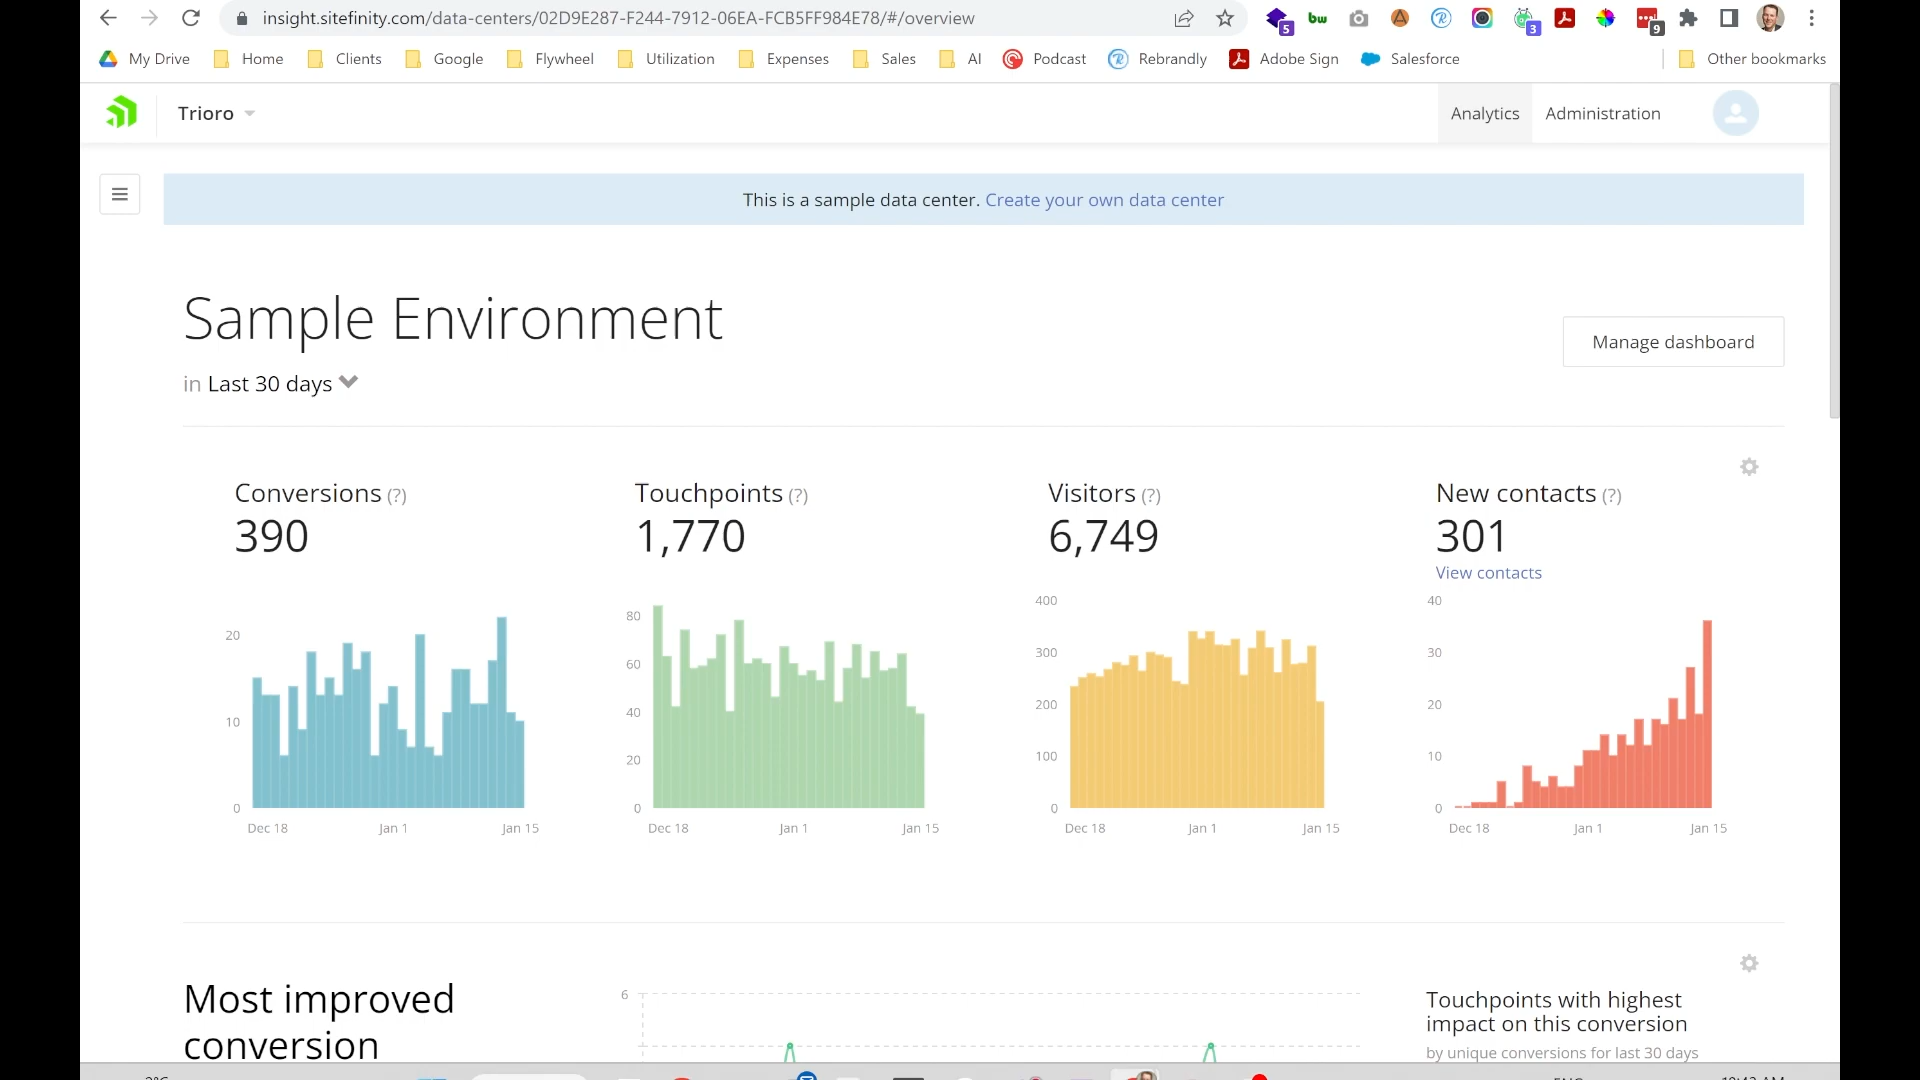 insight.sitefinity.com/data-centers/02D9E287-F244-7912-06EA-FCB5FF984E78/#/overview
5 bw 3 9
My Drive Home Clients Google Flywheel Utilization Expenses Sales AI Podcast Rebrandly Adobe Sign Salesforce Other bookmarks
Trioro Analytics Administration
This is a sample data center. Create your own data center
Sample Environment
Manage dashboard
in Last 30 days
Conversions (?) Touchpoints (?) Visitors (?) New contacts (?)
390 1,770 6,749 301
View contacts
20
10
0
Dec 18 Jan 1 Jan 15
80
60
40
20
0
Dec 18 Jan 1 Jan 15
400
300
200
100
0
Dec 18 Jan 1 Jan 15
40
30
20
10
0
Dec 18 Jan 1 Jan 15
Most improved
conversion
6
Touchpoints with highest
impact on this conversion
by unique conversions for last 30 days